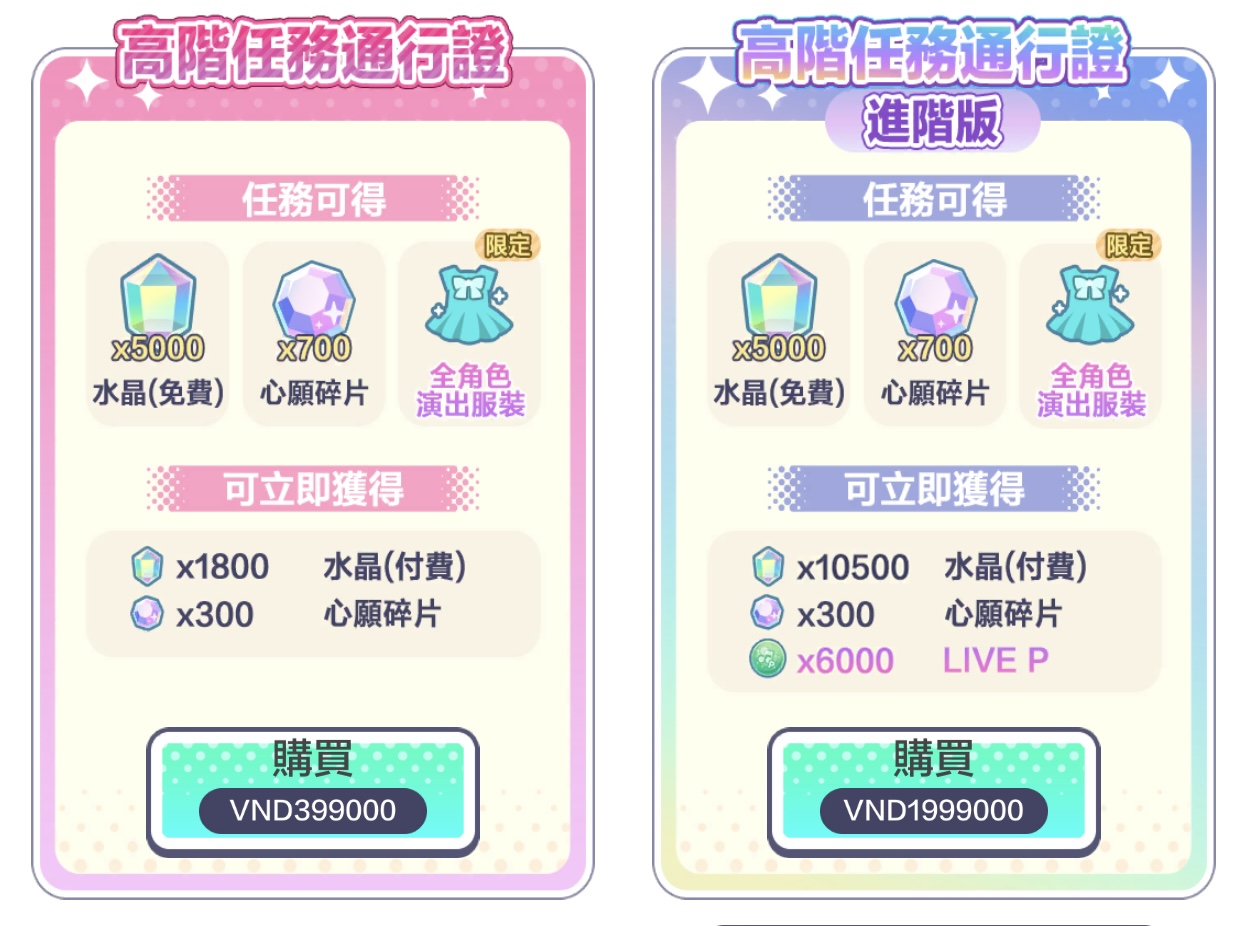 高階任務通行證
任務可得
限定
x5000
x700
水晶(免費)
心願碎片
全角色
演出服裝
可立即獲得
x1800 水晶(付費)
x300 心願碎片
購買
VND399000
高階任務通行證
進階版
任務可得
限定
x5000
x700
水晶(免費)
心願碎片
全角色
演出服裝
可立即獲得
x10500 水晶(付費)
x300 心願碎片
x6000 LIVE P
購買
VND1999000